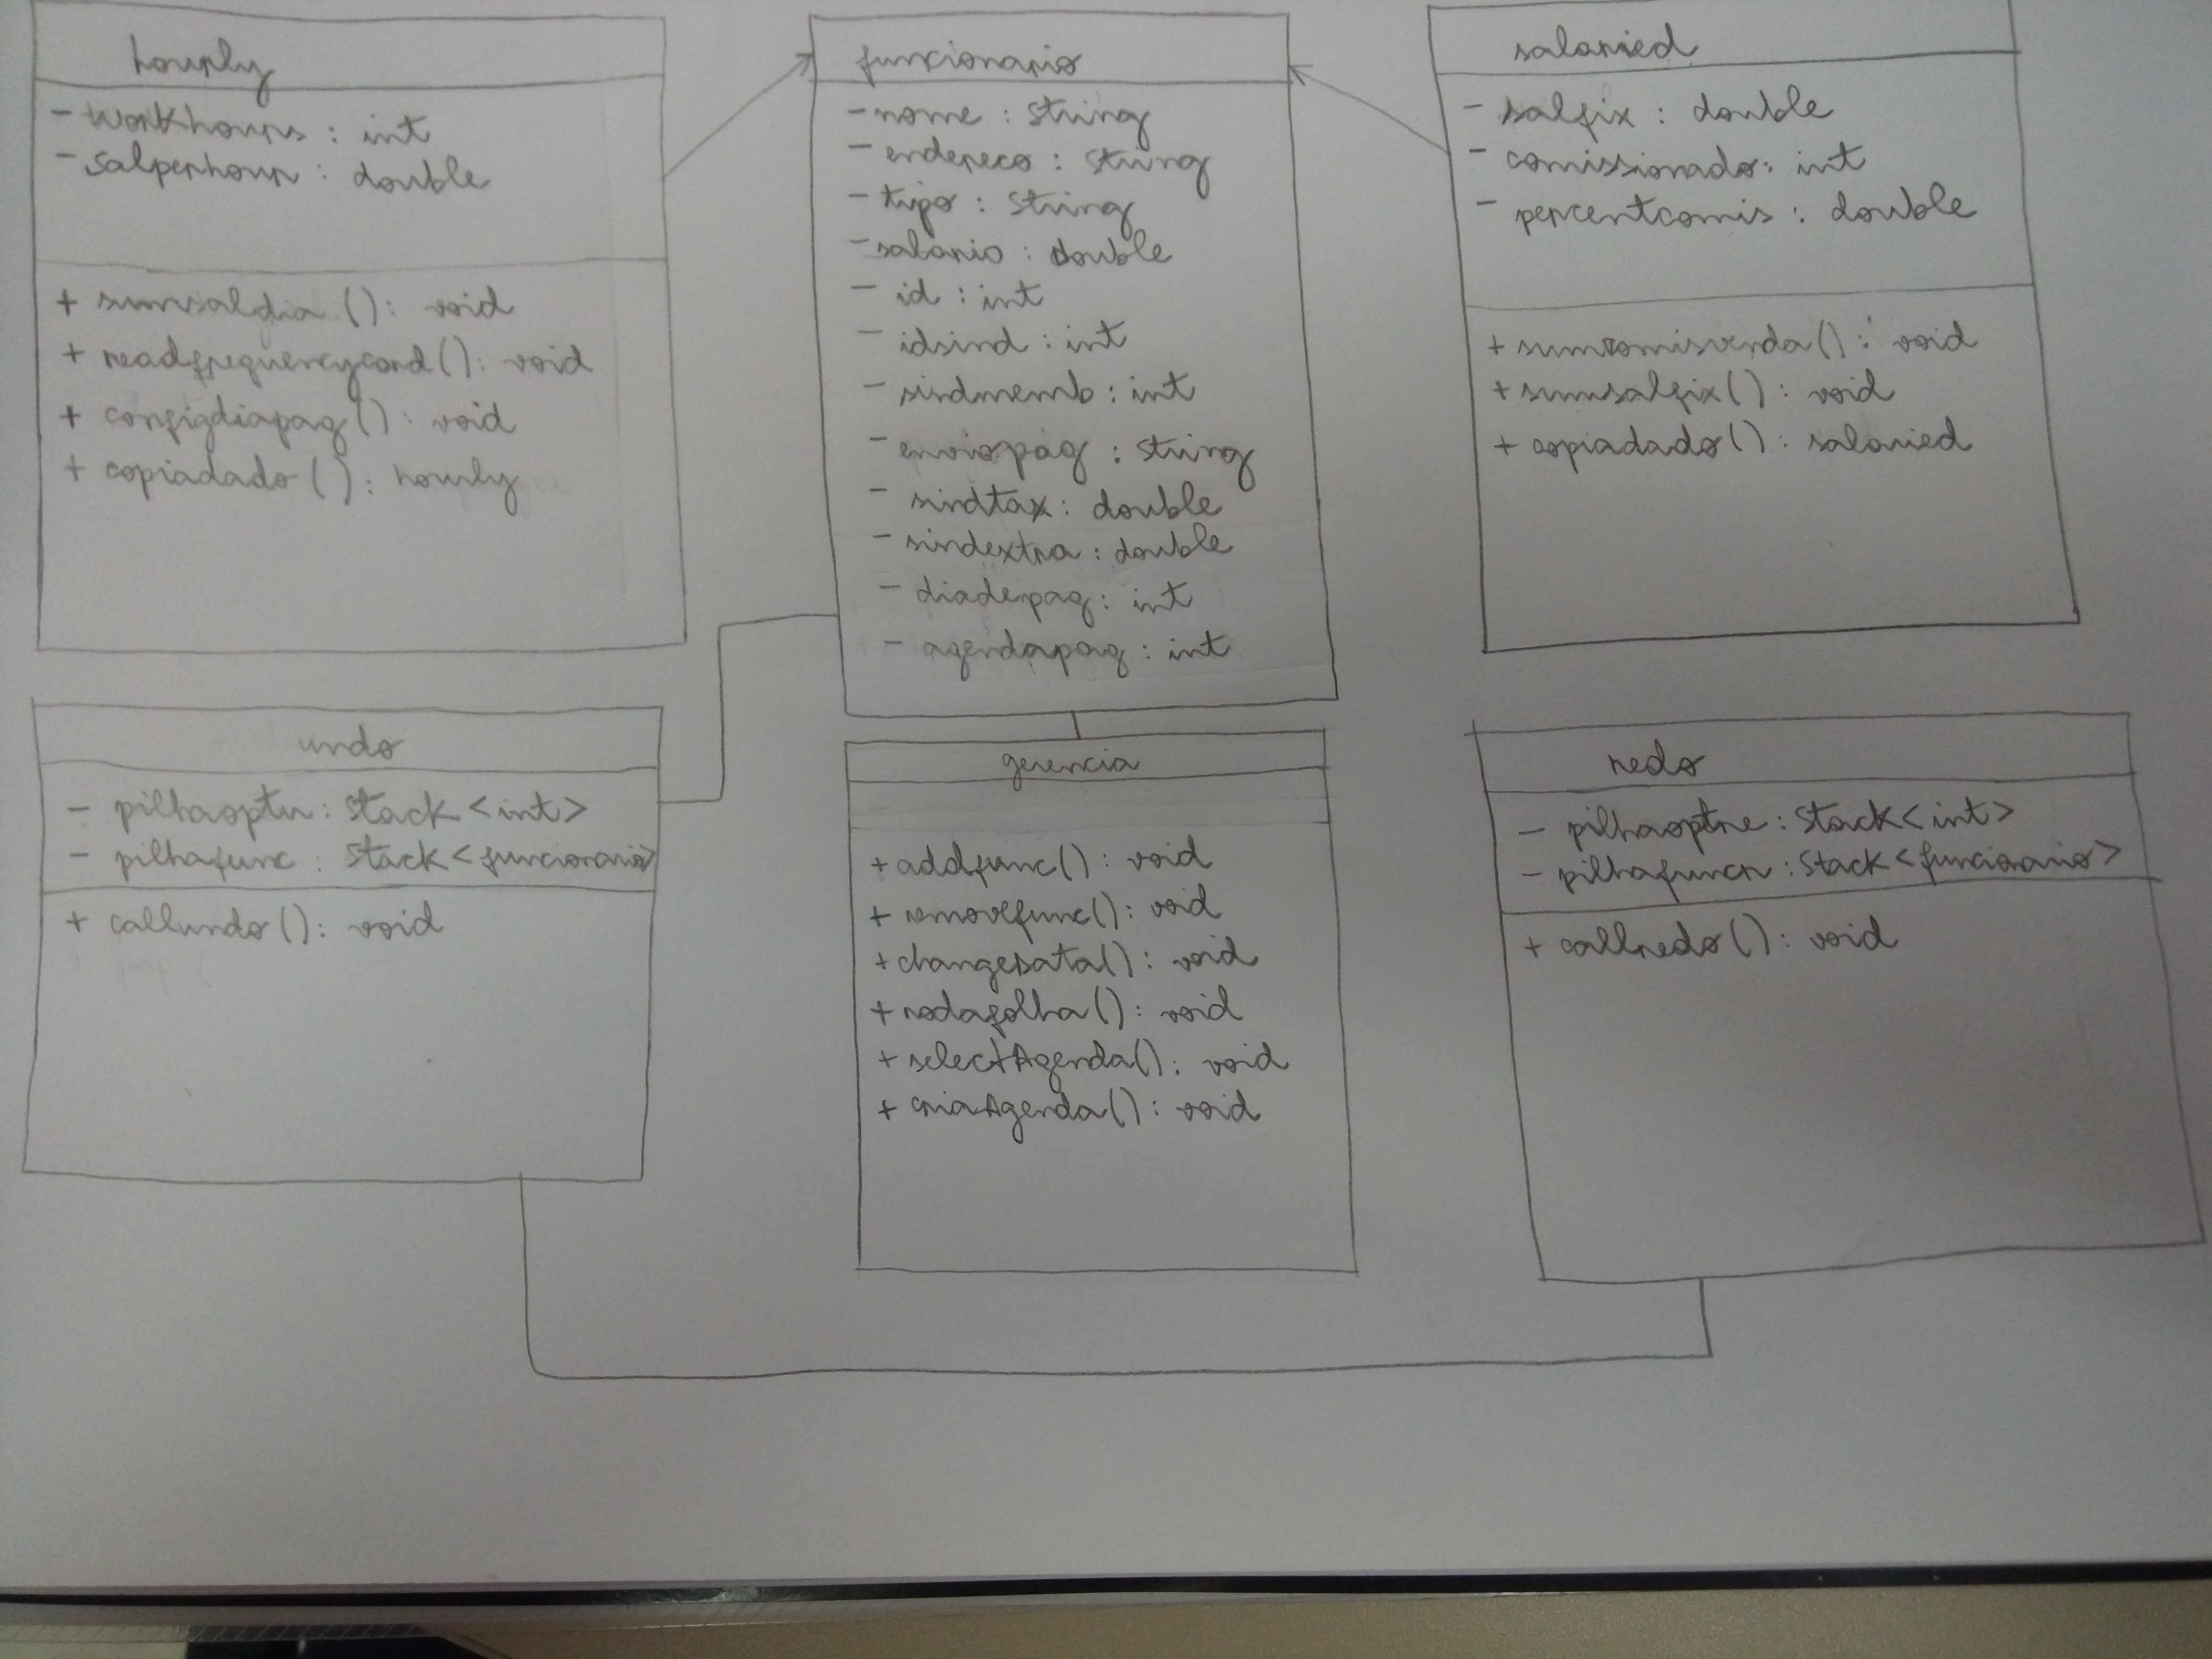 hourly
- workhours : int
- salperhour : double
+ sumsaldia () : void
+ readfrequencycard () : void
+ configdiapag () : void
+ copiadado () : hourly
funcionario
- nome : String
- endereco : String
- tipo : String
- salario : double
- id : int
- idsind : int
- sindmemb : int
- enviopag : String
- sindtax : double
- sindextra : double
- diadepag : int
- agendapag : int
salaried
- salfix : double
- comissionado : int
- percentcomis : double
+ sumcomisvenda () : void
+ sumsalfix () : void
+ copiadado () : salaried
undo
- pilhaoptu : Stack <int>
- pilhafunc : Stack <funcionario>
+ callundo () : void
gerencia
+ addfunc () : void
+ removefunc () : void
+ changedata () : void
+ rodafolha () : void
+ selectAgenda () : void
+ criaAgenda () : void
redo
- pilhaoptre : Stack <int>
- pilhafuncr : Stack <funcionario>
+ callredo () : void